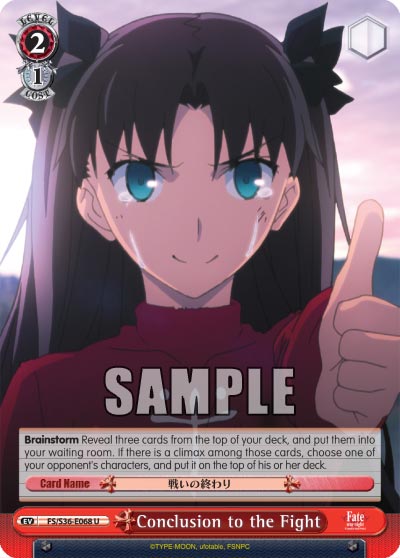 LEVEL
2
1
COST
SAMPLE
Brainstorm Reveal three cards from the top of your deck, and put them into
your waiting room. If there is a climax among those cards, choose one of
your opponent's characters, and put it on the top of his or her deck.
Card Name 戦いの終わり
EV FS/S36-E068 U Conclusion to the Fight
Fate
stay night
©TYPE-MOON, ufotable, FSNPC